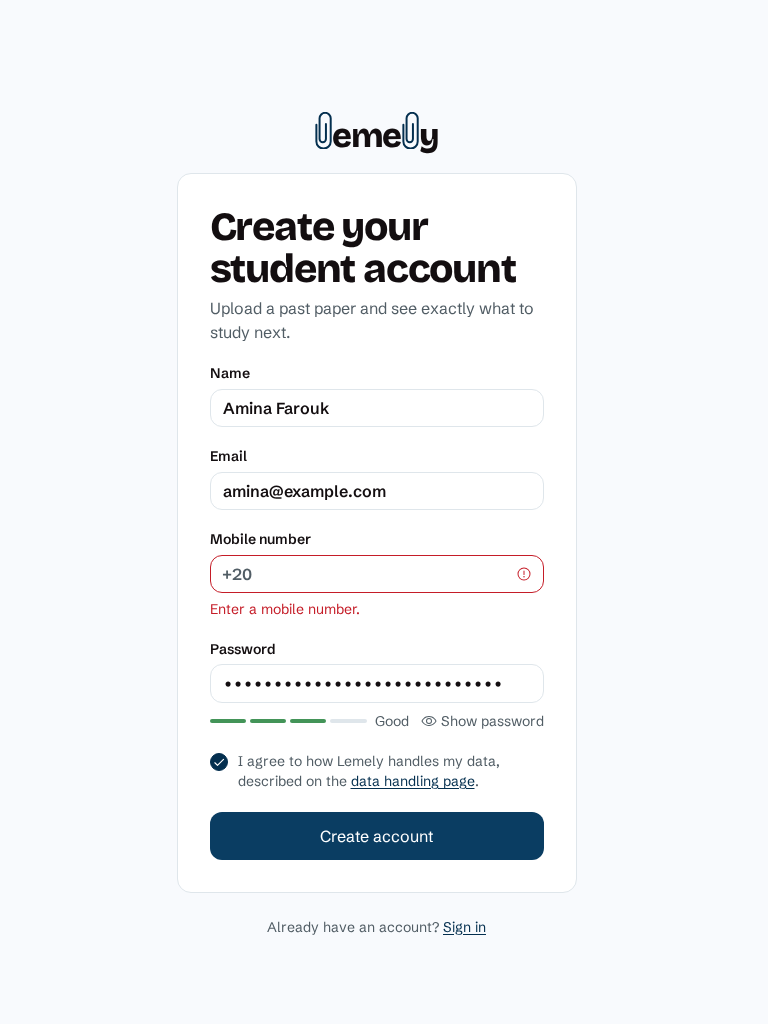 lemely
Create your
student account
Upload a past paper and see exactly what to
study next.
Name
Amina Farouk
Email
amina@example.com
Mobile number
+20
Enter a mobile number.
Password
••••••••••••••••••••••••••••
Good Show password
I agree to how Lemely handles my data,
described on the data handling page.
Create account
Already have an account? Sign in